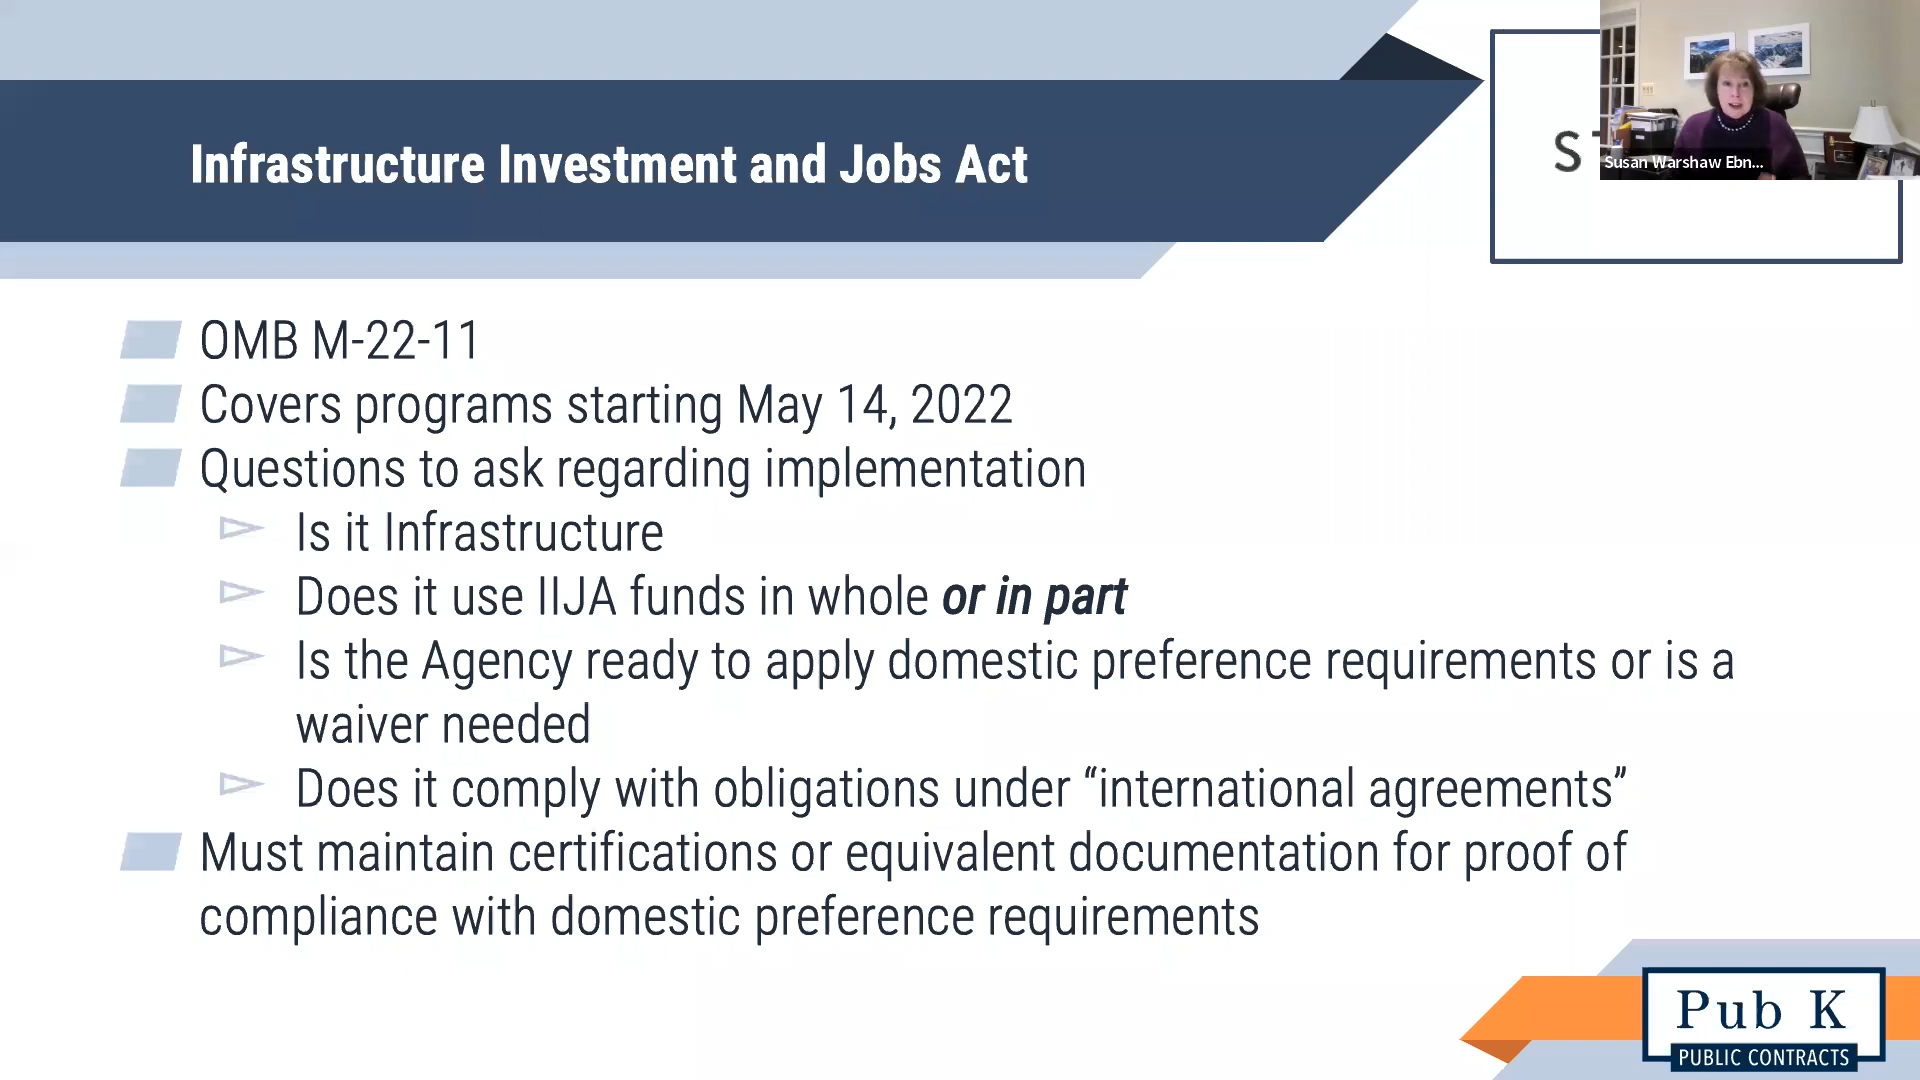 Infrastructure Investment and Jobs Act
S
Susan Warshaw Ebn...
OMB M-22-11
Covers programs starting May 14, 2022
Questions to ask regarding implementation
Is it Infrastructure
Does it use IIJA funds in whole or in part
Is the Agency ready to apply domestic preference requirements or is a
waiver needed
Does it comply with obligations under “international agreements”
Must maintain certifications or equivalent documentation for proof of
compliance with domestic preference requirements
Pub K
PUBLIC CONTRACTS